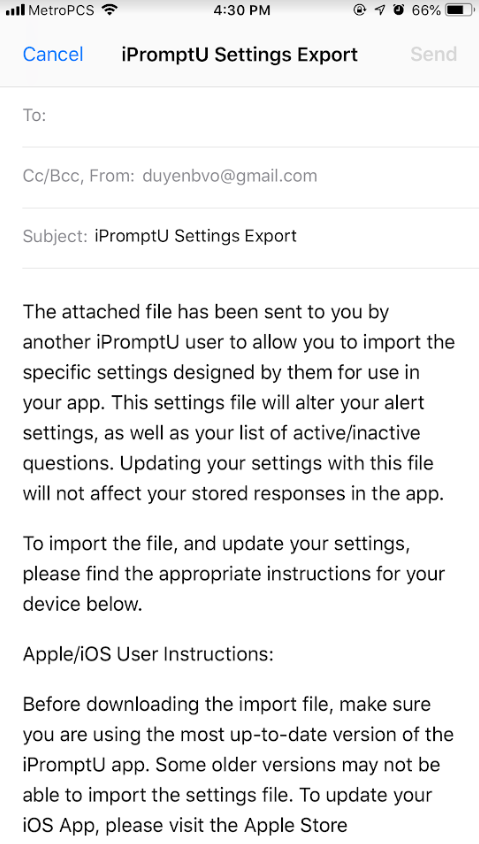 MetroPCS 4:30 PM 66%
Cancel iPromptU Settings Export Send
To:
Cc/Bcc, From: duyenbvo@gmail.com
Subject: iPromptU Settings Export
The attached file has been sent to you by
another iPromptU user to allow you to import the
specific settings designed by them for use in
your app. This settings file will alter your alert
settings, as well as your list of active/inactive
questions. Updating your settings with this file
will not affect your stored responses in the app.
To import the file, and update your settings,
please find the appropriate instructions for your
device below.
Apple/iOS User Instructions:
Before downloading the import file, make sure
you are using the most up-to-date version of the
iPromptU app. Some older versions may not be
able to import the settings file. To update your
iOS App, please visit the Apple Store